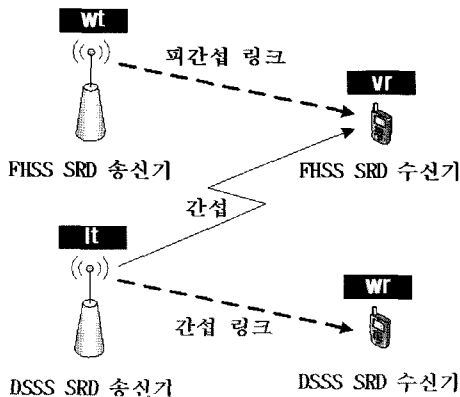 wt
피간섭 링크
vr
FHSS SRD 송신기
FHSS SRD 수신기
간섭
It
wr
간섭 링크
DSSS SRD 송신기
DSSS SRD 수신기